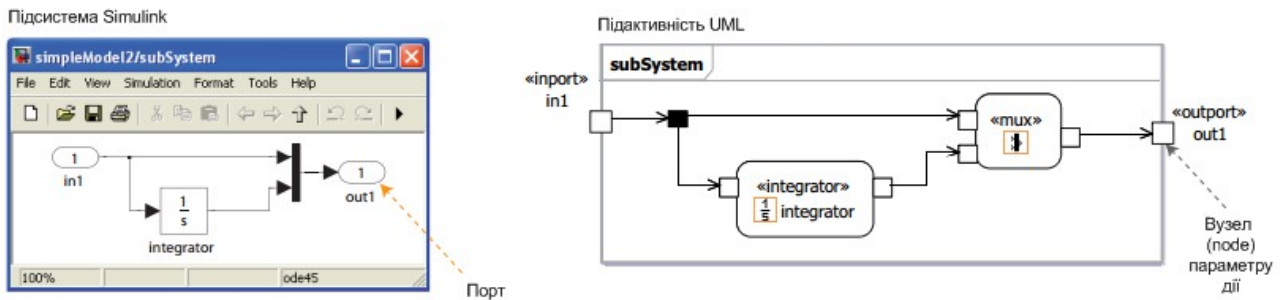 Підсистема Simulink
simpleModel2/subSystem
File Edit View Simulation Format Tools Help
1
in1
1
s
integrator
1
out1
100%
ode45
Порт
Підактивність UML
subSystem
«inport»
in1
«mux»
«integrator»
1
s
integrator
«outport»
out1
Вузел
(node)
параметру
дії